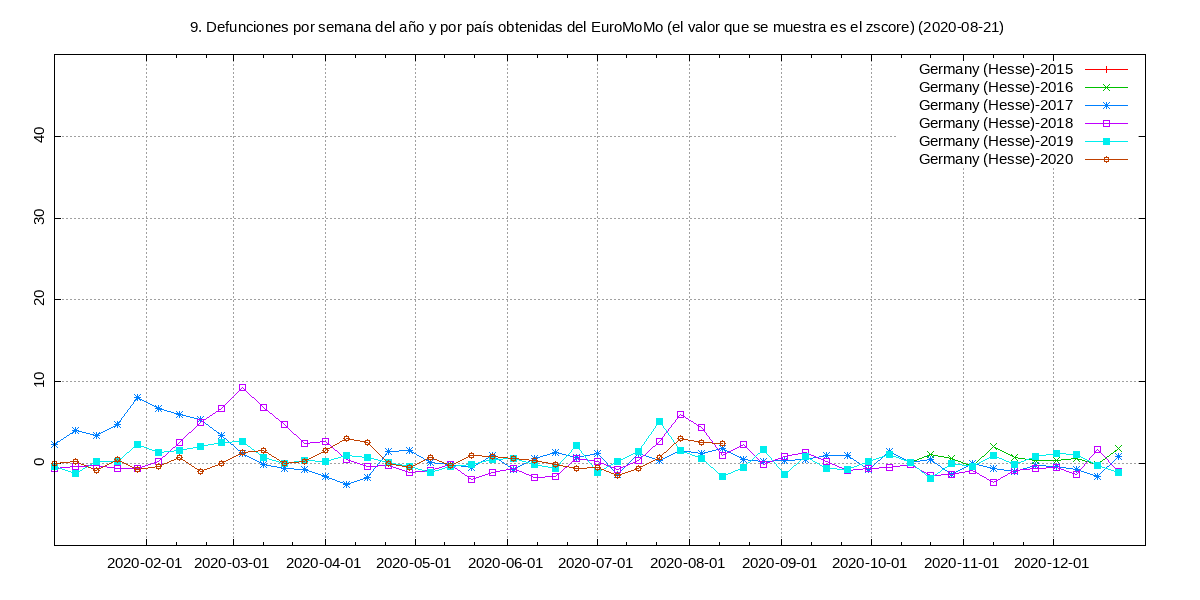 9. Defunciones por semana del año y por país obtenidas del EuroMoMo (el valor que se muestra es el zscore) (2020-08-21)
Germany (Hesse)-2015
Germany (Hesse)-2016
Germany (Hesse)-2017
Germany (Hesse)-2018
Germany (Hesse)-2019
Germany (Hesse)-2020
40
30
20
10
0
2020-02-01 2020-03-01 2020-04-01 2020-05-01 2020-06-01 2020-07-01 2020-08-01 2020-09-01 2020-10-01 2020-11-01 2020-12-01